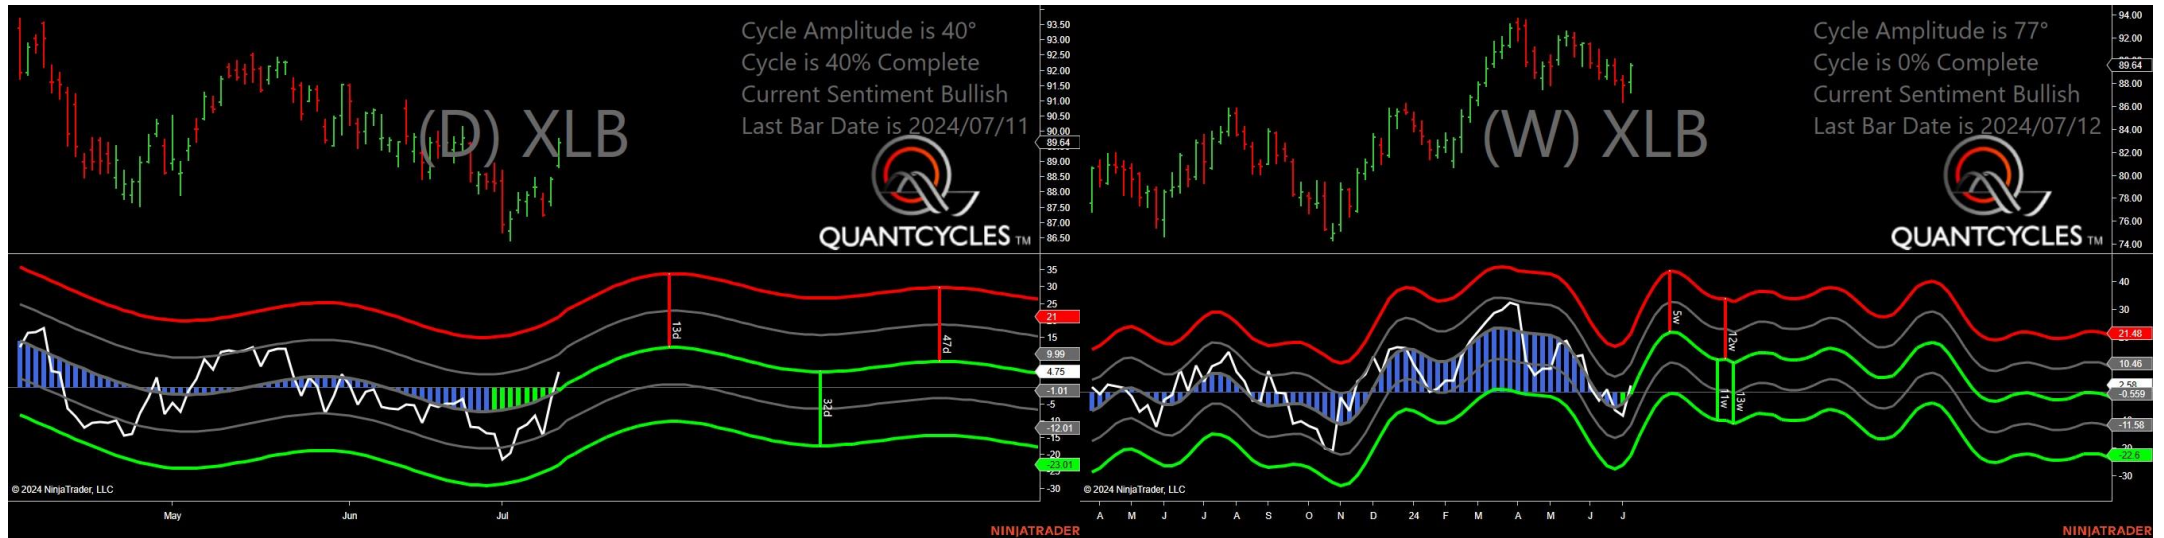 Cycle Amplitude is 40°
Cycle is 40% Complete
Current Sentiment Bullish
Last Bar Date is 2024/07/11
(D) XLB
QUANTCYCLES TM
93.50
93.00
92.50
92.00
91.50
91.00
90.50
90.00
89.64
89.00
88.50
88.00
87.50
87.00
86.50
13d
32d
47d
35
30
25
21
15
9.99
4.75
-1.01
-5
-12.01
-15
-20
-23.01
-30
© 2024 NinjaTrader, LLC
May Jun Jul
NINJATRADER
Cycle Amplitude is 77°
Cycle is 0% Complete
Current Sentiment Bullish
Last Bar Date is 2024/07/12
(W) XLB
QUANTCYCLES TM
94.00
92.00
89.64
88.00
86.00
84.00
82.00
80.00
78.00
76.00
74.00
5w
12w
11w
13w
40
30
21.48
15
10.46
2.58
-0.559
-11.58
-20
-22.6
-30
© 2024 NinjaTrader, LLC
A M J J A S O N D 24 F M A M J J
NINJATRADER